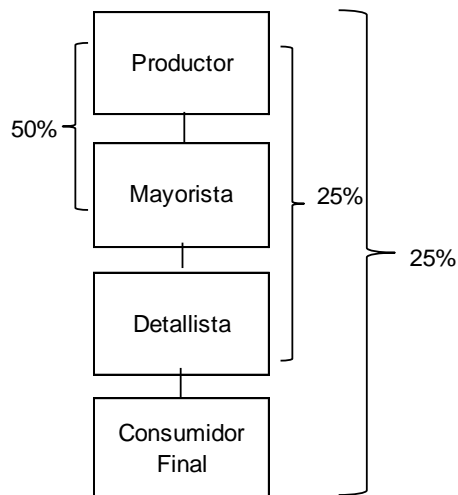 Productor
50%
Mayorista
25%
25%
Detallista
Consumidor
Final